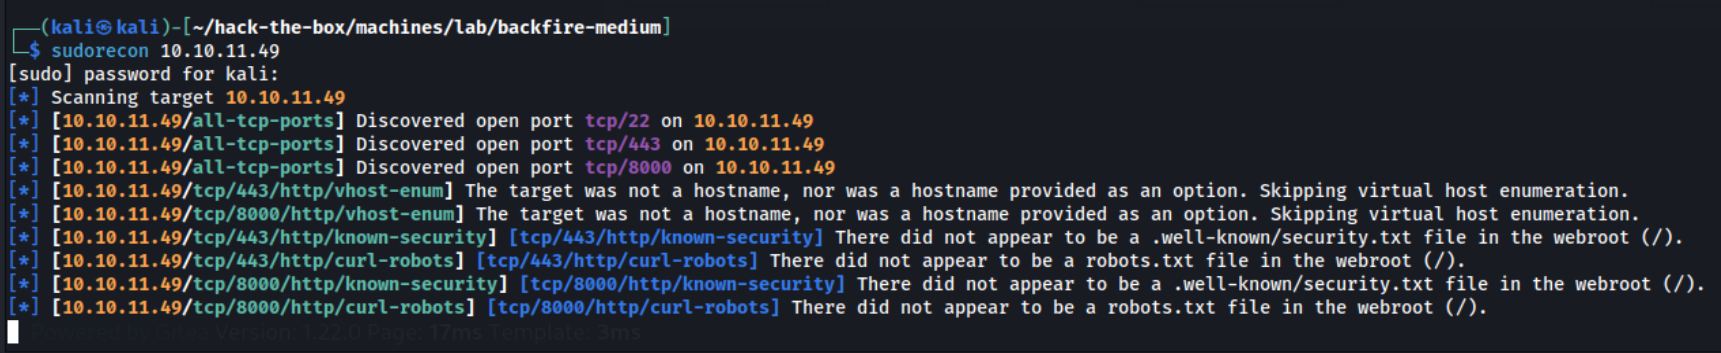 ┌──(kali㉿kali)-[~/hack-the-box/machines/lab/backfire-medium]
└─$ sudorecon 10.10.11.49
[sudo] password for kali:
[*] Scanning target 10.10.11.49
[*] [10.10.11.49/all-tcp-ports] Discovered open port tcp/22 on 10.10.11.49
[*] [10.10.11.49/all-tcp-ports] Discovered open port tcp/443 on 10.10.11.49
[*] [10.10.11.49/all-tcp-ports] Discovered open port tcp/8000 on 10.10.11.49
[*] [10.10.11.49/tcp/443/http/vhost-enum] The target was not a hostname, nor was a hostname provided as an option. Skipping virtual host enumeration.
[*] [10.10.11.49/tcp/8000/http/vhost-enum] The target was not a hostname, nor was a hostname provided as an option. Skipping virtual host enumeration.
[*] [10.10.11.49/tcp/443/http/known-security] [tcp/443/http/known-security] There did not appear to be a .well-known/security.txt file in the webroot (/).
[*] [10.10.11.49/tcp/443/http/curl-robots] [tcp/443/http/curl-robots] There did not appear to be a robots.txt file in the webroot (/).
[*] [10.10.11.49/tcp/8000/http/known-security] [tcp/8000/http/known-security] There did not appear to be a .well-known/security.txt file in the webroot (/).
[*] [10.10.11.49/tcp/8000/http/curl-robots] [tcp/8000/http/curl-robots] There did not appear to be a robots.txt file in the webroot (/).
Powered by Gitea Version: 1.22.0 Page: 17ms Template: 3ms